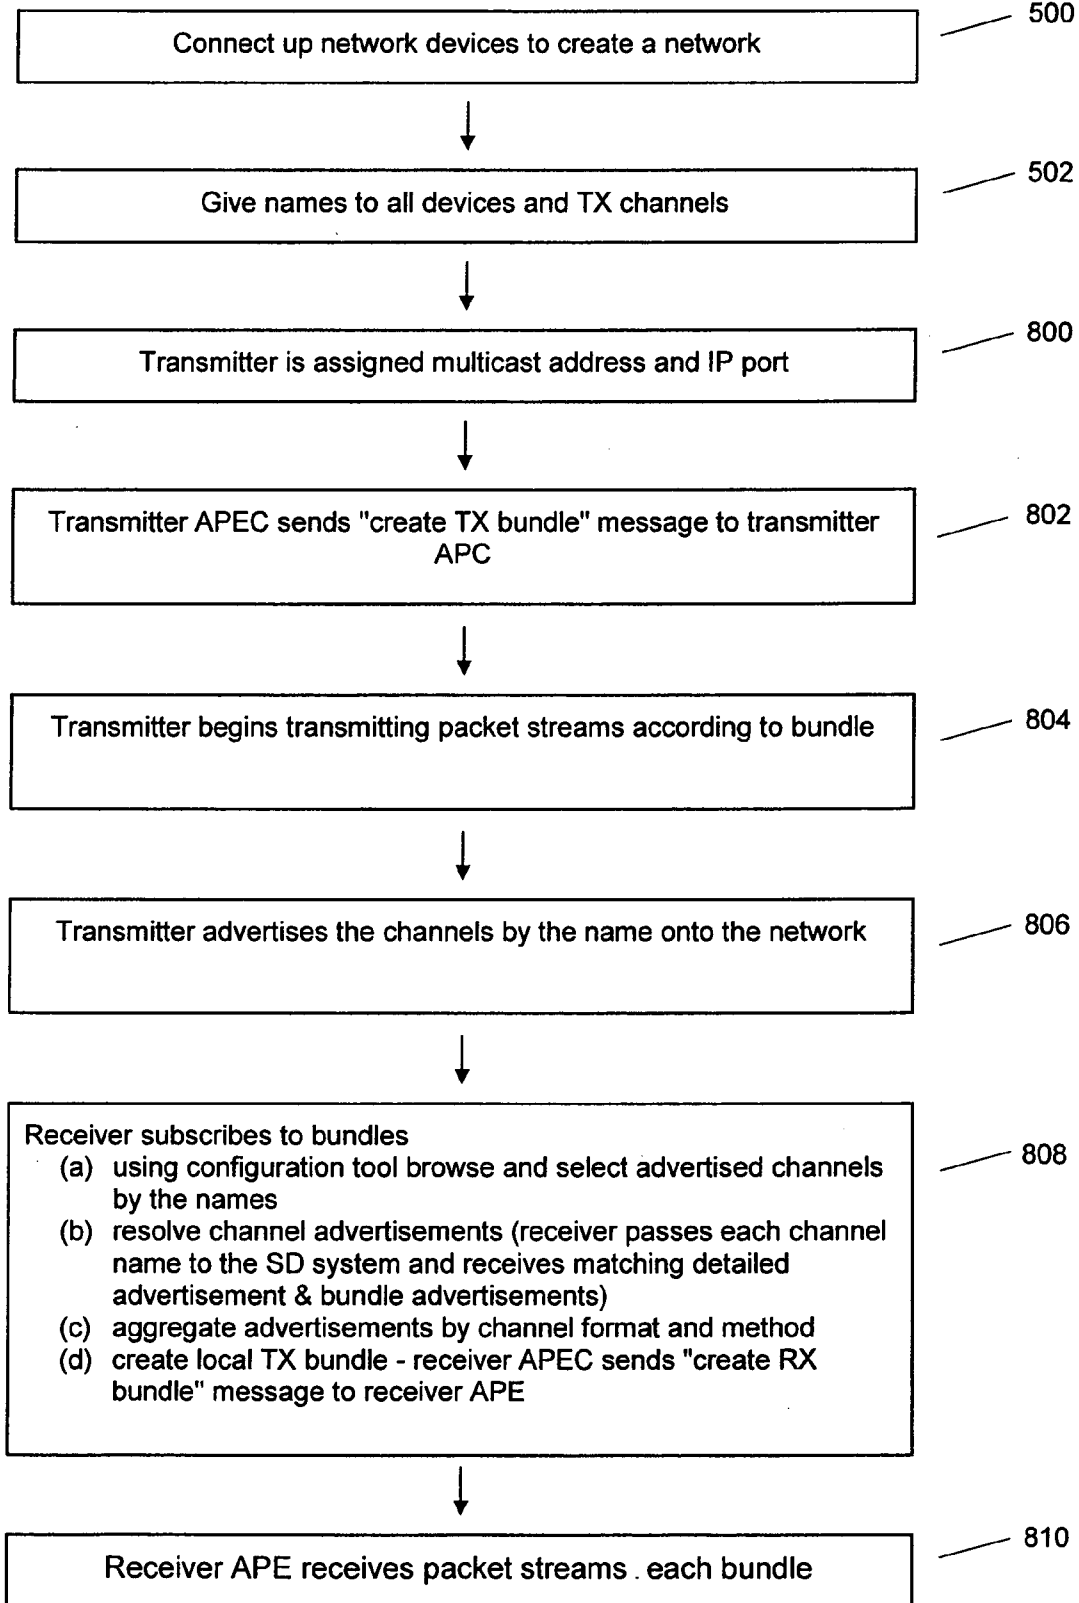 500
Connect up network devices to create a network
502
Give names to all devices and TX channels
800
Transmitter is assigned multicast address and IP port
802
Transmitter APEC sends "create TX bundle" message to transmitter
APC
804
Transmitter begins transmitting packet streams according to bundle
806
Transmitter advertises the channels by the name onto the network
808
Receiver subscribes to bundles
(a) using configuration tool browse and select advertised channels
by the names
(b) resolve channel advertisements (receiver passes each channel
name to the SD system and receives matching detailed
advertisement & bundle advertisements)
(c) aggregate advertisements by channel format and method
(d) create local TX bundle - receiver APEC sends "create RX
bundle" message to receiver APE
810
Receiver APE receives packet streams . each bundle